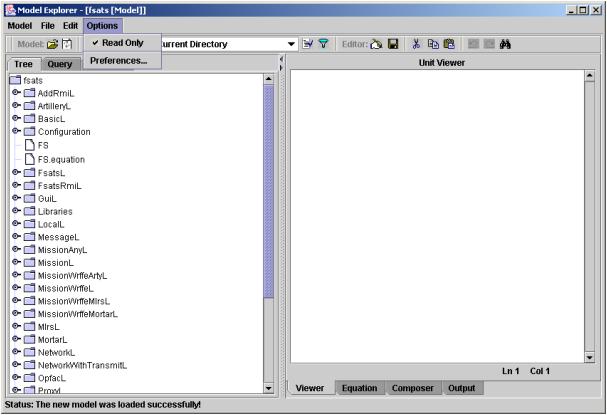 Model Explorer - [fsats [Model]]
Model File Edit Options
Model: urrent Directory Editor:
Read Only
Preferences...
Tree Query
Unit Viewer
fsats
AddRmiL
ArtilleryL
BasicL
Configuration
FS
FS.equation
FsatsL
FsatsRmiL
GuiL
Libraries
LocalL
MessageL
MissionAnyL
MissionL
MissionWrffeArtyL
MissionWrffeL
MissionWrffeMlrsL
MissionWrffeMortarL
MlrsL
MortarL
NetworkL
NetworkWithTransmitL
OpfacL
ProxyL
Ln 1 Col 1
Viewer Equation Composer Output
Status: The new model was loaded successfully!